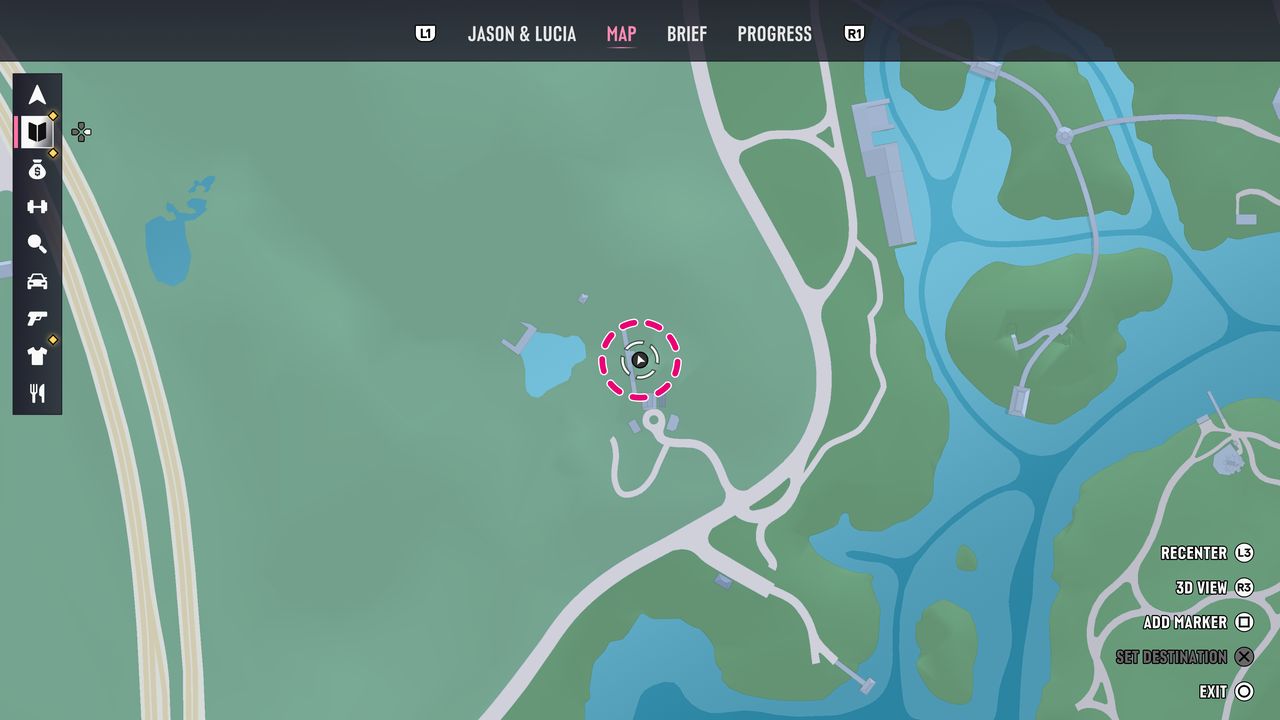 L1 JASON & LUCIA MAP BRIEF PROGRESS R1
$
RECENTER L3
3D VIEW R3
ADD MARKER
SET DESTINATION
EXIT